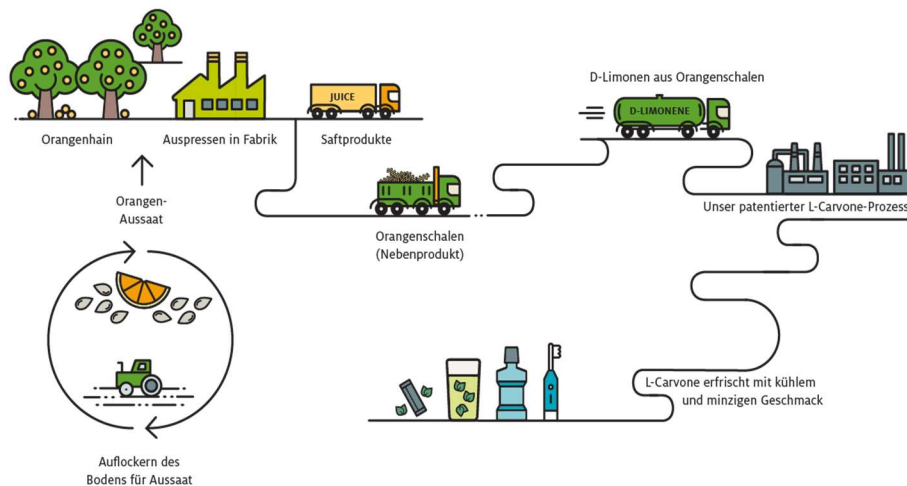 D-Limonen aus Orangenschalen
JUICE
D-LIMONENE
Orangenhain
Auspressen in Fabrik
Saftprodukte
Orangen-
Aussaat
Unser patentierter L-Carvone-Prozess
Orangenschalen
(Nebenprodukt)
L-Carvone erfrischt mit kühlem
und minzigen Geschmack
Auflockern des
Bodens für Aussaat